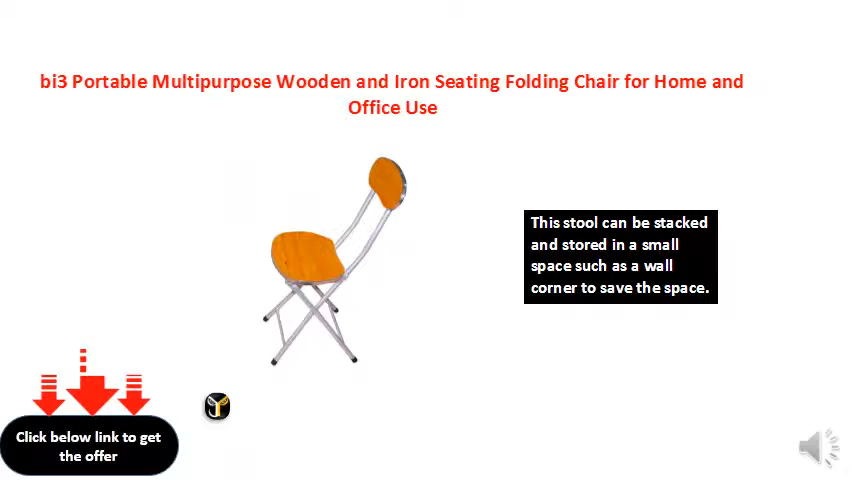 bi3 Portable Multipurpose Wooden and Iron Seating Folding Chair for Home and
Office Use
This stool can be stacked
and stored in a small
space such as a wall
corner to save the space.
Click below link to get
the offer